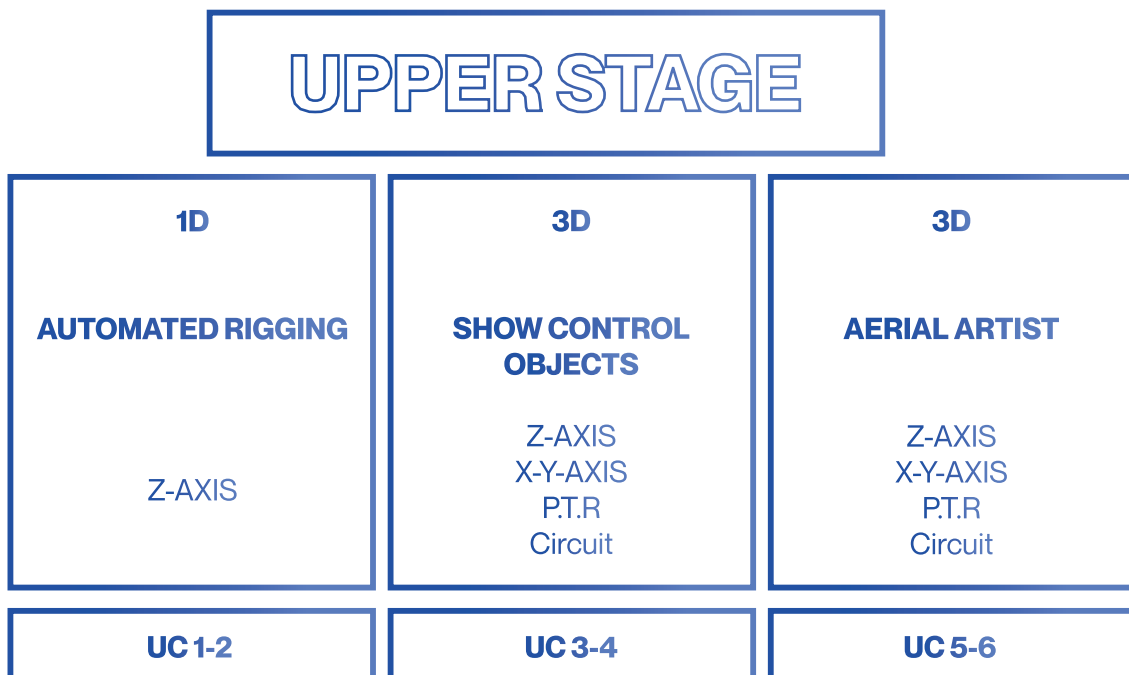 UPPER STAGE
1D
AUTOMATED RIGGING
Z-AXIS
3D
SHOW CONTROL
OBJECTS
Z-AXIS
X-Y-AXIS
P.T.R
Circuit
3D
AERIAL ARTIST
Z-AXIS
X-Y-AXIS
P.T.R
Circuit
UC 1-2
UC 3-4
UC 5-6